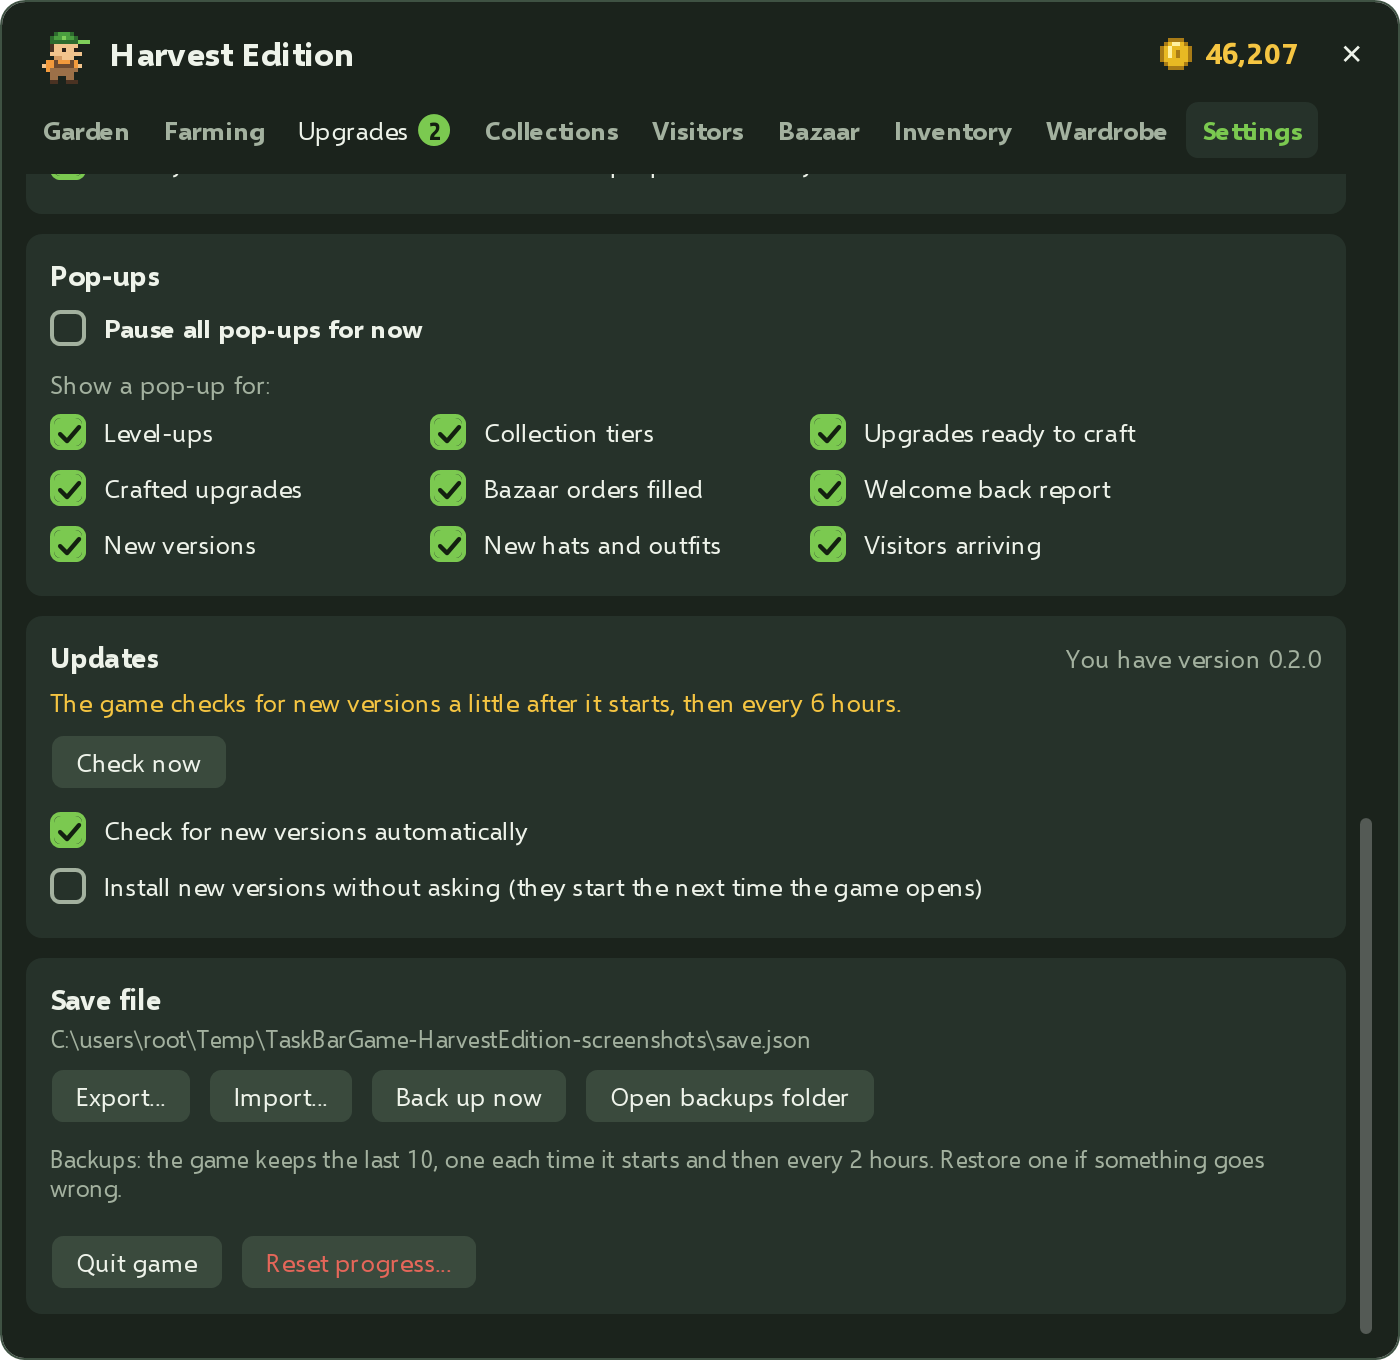 Harvest Edition
46,207
Garden
Farming
Upgrades 2
Collections
Visitors
Bazaar
Inventory
Wardrobe
Settings
Pop-ups
Pause all pop-ups for now
Show a pop-up for:
Level-ups
Collection tiers
Upgrades ready to craft
Crafted upgrades
Bazaar orders filled
Welcome back report
New versions
New hats and outfits
Visitors arriving
Updates
You have version 0.2.0
The game checks for new versions a little after it starts, then every 6 hours.
Check now
Check for new versions automatically
Install new versions without asking (they start the next time the game opens)
Save file
C:\users\root\Temp\TaskBarGame-HarvestEdition-screenshots\save.json
Export...
Import...
Back up now
Open backups folder
Backups: the game keeps the last 10, one each time it starts and then every 2 hours. Restore one if something goes
wrong.
Quit game
Reset progress...